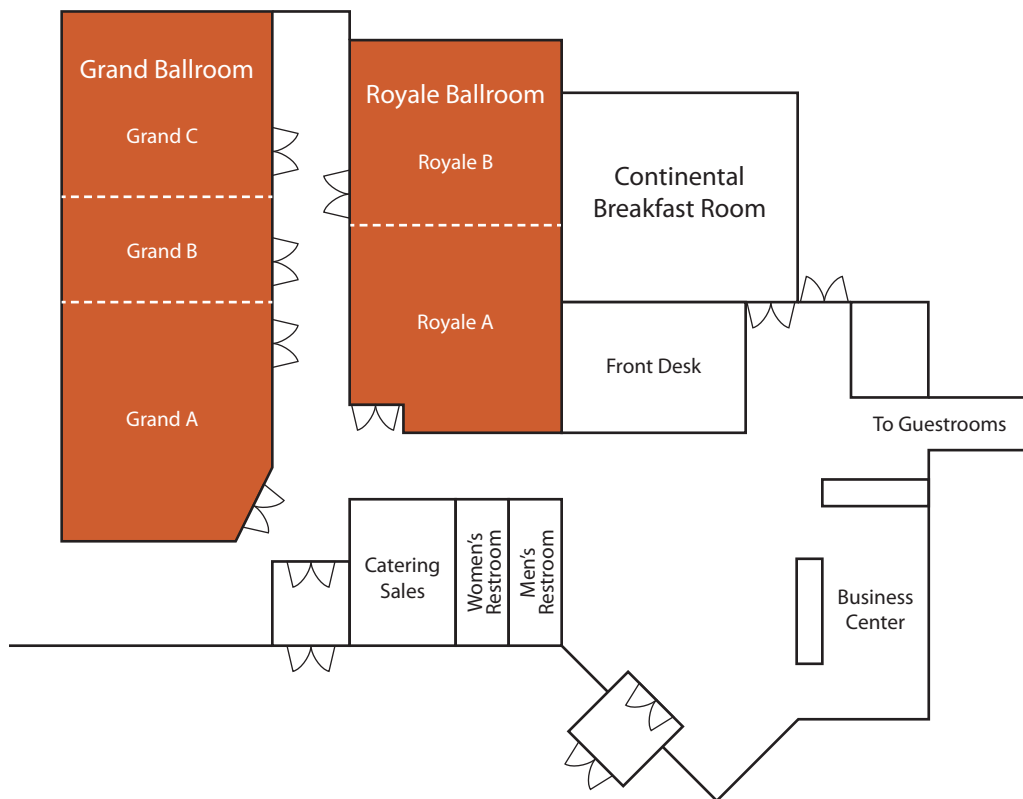 Grand Ballroom
Grand C
Grand B
Grand A
Royale Ballroom
Royale B
Royale A
Continental
Breakfast Room
Front Desk
To Guestrooms
Catering
Sales
Women's
Restroom
Men's
Restroom
Business
Center